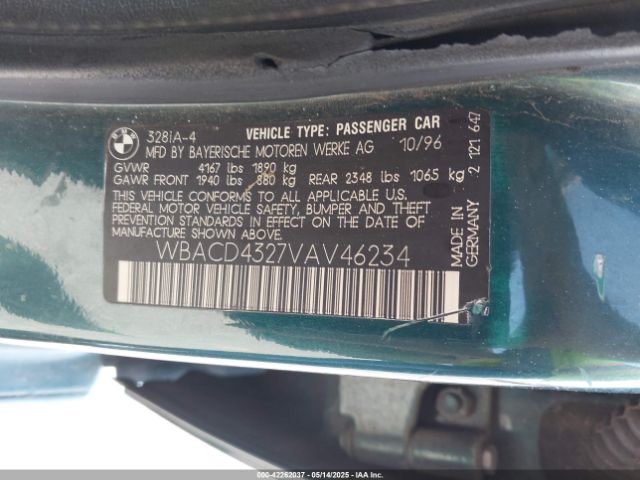 BMW
328IA-4 VEHICLE TYPE: PASSENGER CAR
MFD BY BAYERISCHE MOTOREN WERKE AG 10/96
GVWR 4167 lbs 1890 kg
GAWR FRONT 1940 lbs 880 kg REAR 2348 lbs 1065 kg
THIS VEHICLE CONFORMS TO ALL APPLICABLE U.S.
FEDERAL MOTOR VEHICLE SAFETY, BUMPER AND THEFT
PREVENTION STANDARDS IN EFFECT ON THE DATE OF
MANUFACTURE SHOWN ABOVE.
WBACD4327VAV46234
MADE IN
GERMANY
2 121 647
000-42262037 - 05/14/2025 - IAAI.COM